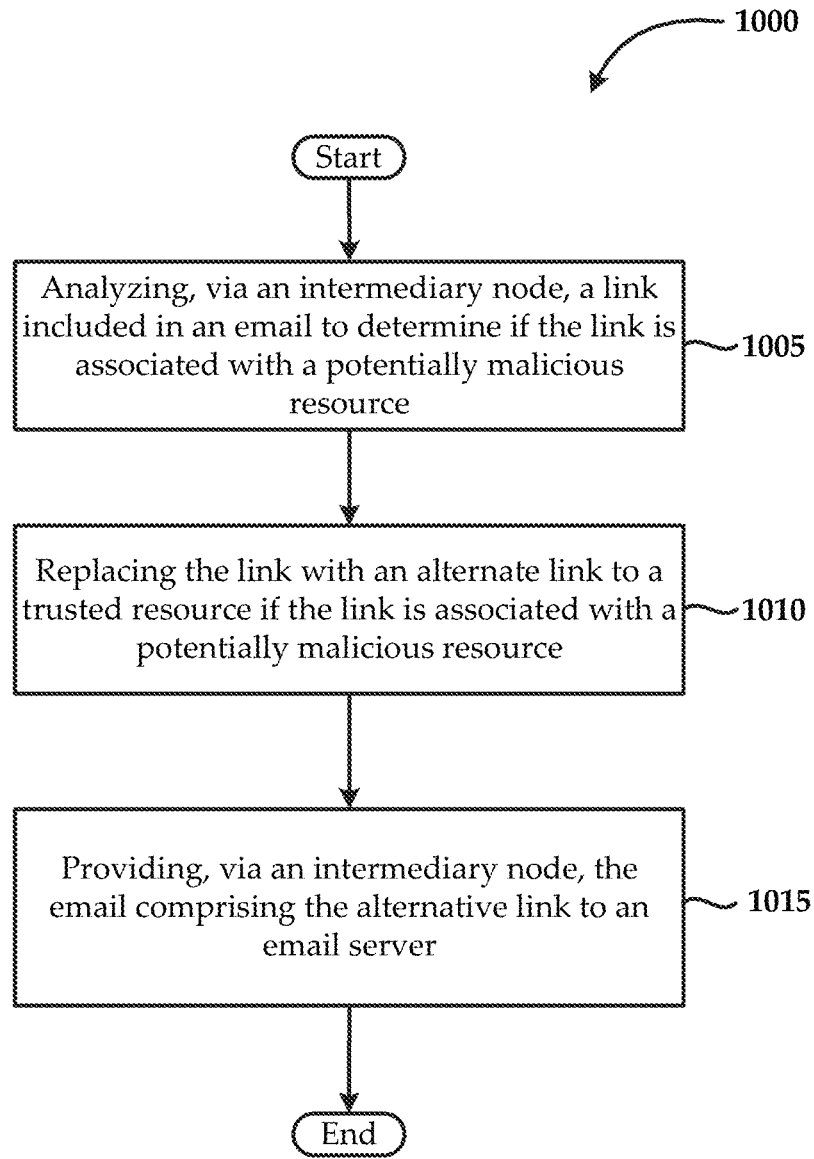 1000
Start
Analyzing, via an intermediary node, a link
included in an email to determine if the link is
associated with a potentially malicious
resource
1005
Replacing the link with an alternate link to a
trusted resource if the link is associated with a
potentially malicious resource
1010
Providing, via an intermediary node, the
email comprising the alternative link to an
email server
1015
End